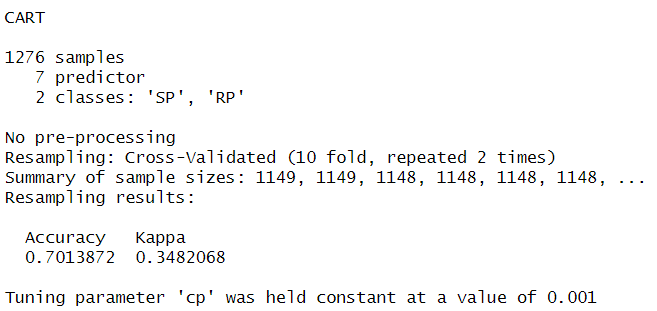 CART
1276 samples
7 predictor
2 classes: 'SP', 'RP'
No pre-processing
Resampling: Cross-Validated (10 fold, repeated 2 times)
Summary of sample sizes: 1149, 1149, 1148, 1148, 1148, 1148, ...
Resampling results:
Accuracy Kappa
0.7013872 0.3482068
Tuning parameter 'cp' was held constant at a value of 0.001